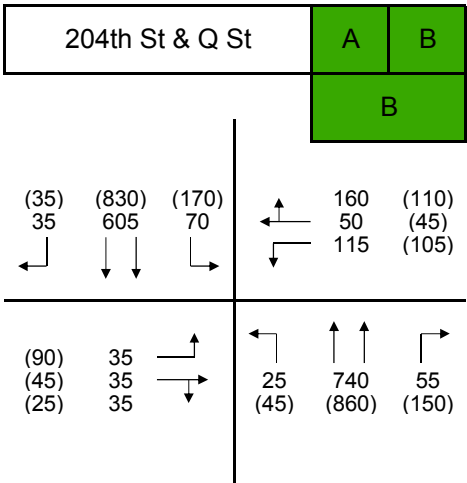 204th St & Q St A B
B
(35) (830) (170)
35 605 70
160 (110)
50 (45)
115 (105)
(90) 35
(45) 35
(25) 35
25 740 55
(45) (860) (150)